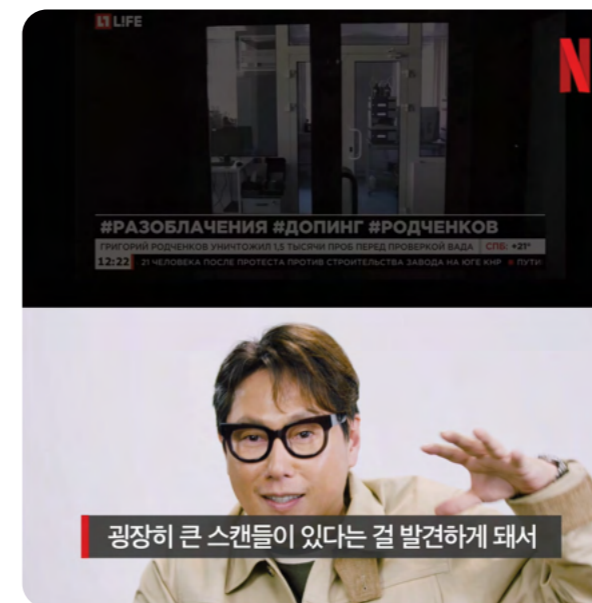 L! LIFE
N
#РАЗОБЛАЧЕНИЯ #ДОПИНГ #РОДЧЕНКОВ
ГРИГОРИЙ РОДЧЕНКОВ УНИЧТОЖИЛ 1,5 ТЫСЯЧИ ПРОБ ПЕРЕД ПРОВЕРКОЙ ВАДА СПБ: +21°
12:22 21 ЧЕЛОВЕКА ПОСЛЕ ПРОТЕСТА ПРОТИВ СТРОИТЕЛЬСТВА ЗАВОДА НА ЮГЕ КНР ПУТИ
굉장히 큰 스캔들이 있다는 걸 발견하게 돼서